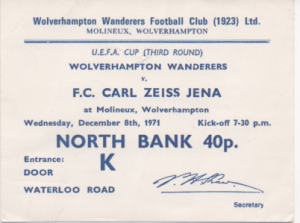 Wolverhampton Wanderers Football Club (1923) Ltd.
MOLINEUX, WOLVERHAMPTON
U.E.F.A. CUP (THIRD ROUND)
WOLVERHAMPTON WANDERERS
v.
F.C. CARL ZEISS JENA
at Molineux, Wolverhampton
Wednesday, December 8th, 1971 Kick-off 7-30 p.m.
NORTH BANK 40p.
Entrance: K
DOOR
WATERLOO ROAD
Secretary